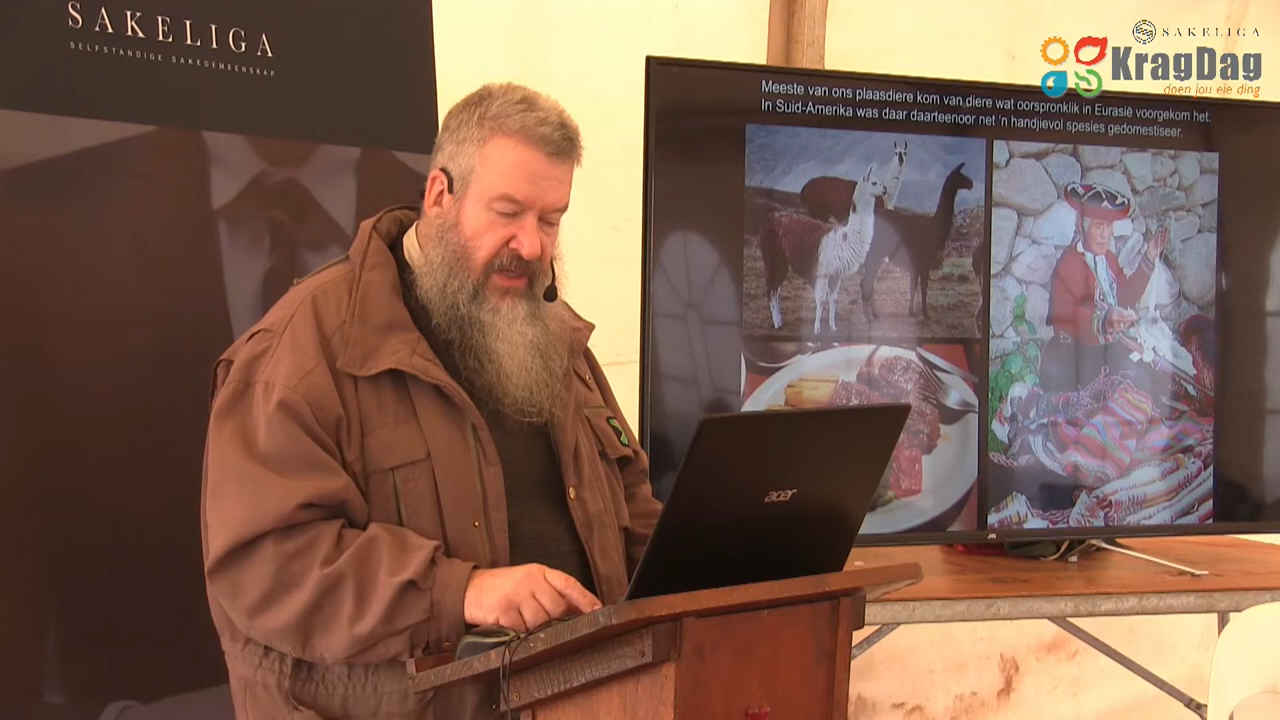 SAKELIGA
SELFSTANDIGE SAKEGEMEENSKAP
SAKELIGA
KragDag
doen jou eie ding
Meeste van ons plaasdiere kom van diere wat oorspronklik in Eurasië voorgekom het.
In Suid-Amerika was daar daarteenoor net 'n handjievol spesies gedomestiseer.
acer
JVC